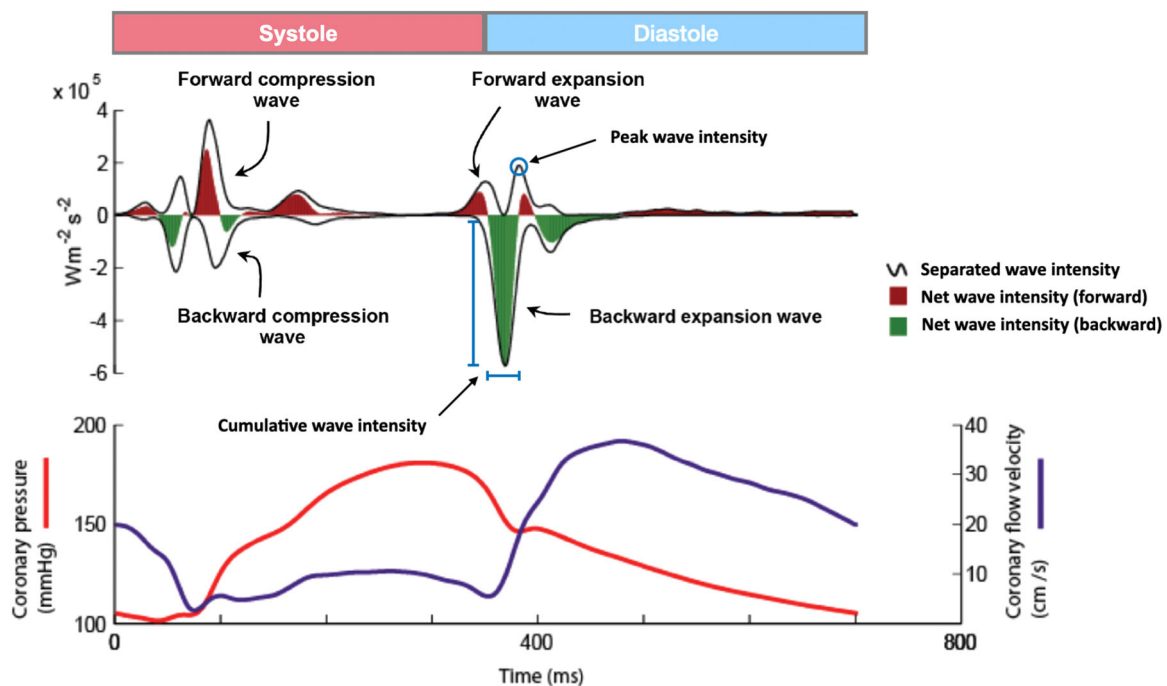 Systole
Diastole
Forward compression
wave
Forward expansion
wave
Peak wave intensity
x 10⁵
4
2
0
-2
-4
-6
Wm⁻² s⁻²
Backward compression
wave
Backward expansion wave
Cumulative wave intensity
Separated wave intensity
Net wave intensity (forward)
Net wave intensity (backward)
200
150
100
Coronary pressure
(mmHg)
40
30
20
10
Coronary flow velocity
(cm /s)
0
400
800
Time (ms)